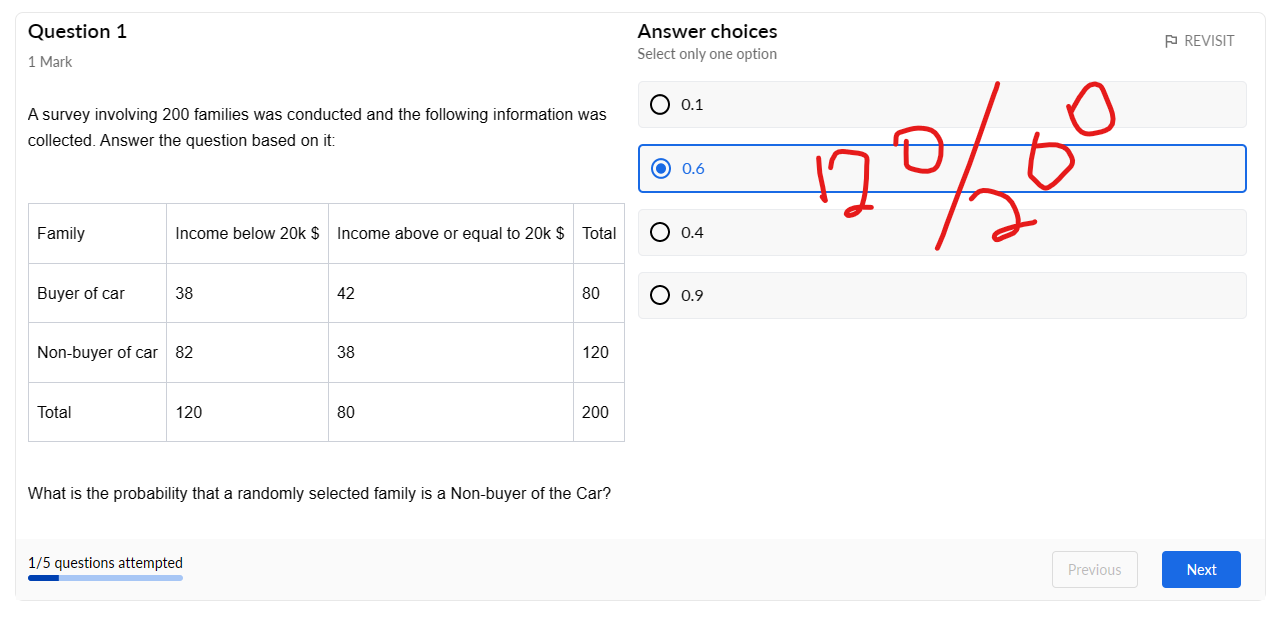 Question 1
1 Mark
A survey involving 200 families was conducted and the following information was
collected. Answer the question based on it:
Family Income below 20k $ Income above or equal to 20k $ Total
Buyer of car 38 42 80
Non-buyer of car 82 38 120
Total 120 80 200
What is the probability that a randomly selected family is a Non-buyer of the Car?
1/5 questions attempted
Answer choices
Select only one option
REVISIT
0.1
0.6
0.4
0.9
120/200
Previous
Next